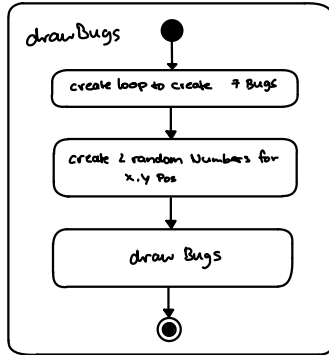 drawBugs
create loop to create 7 Bugs
create 2 random Numbers for
x,y Pos
draw Bugs